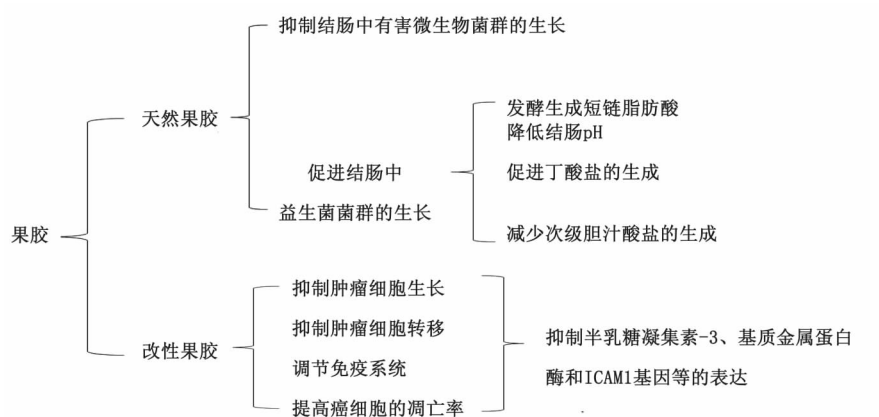 果胶
天然果胶
抑制结肠中有害微生物菌群的生长
促进结肠中
益生菌菌群的生长
发酵生成短链脂肪酸
降低结肠pH
促进丁酸盐的生成
减少次级胆汁酸盐的生成
改性果胶
抑制肿瘤细胞生长
抑制肿瘤细胞转移
调节免疫系统
提高癌细胞的凋亡率
抑制半乳糖凝集素-3、基质金属蛋白
酶和ICAM1基因等的表达